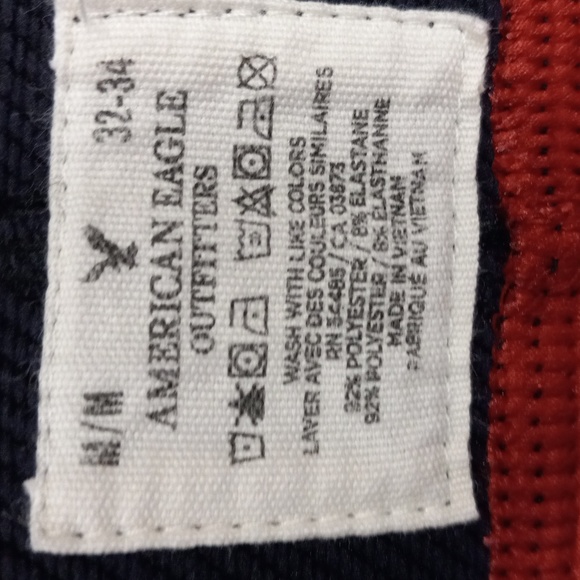 M/M 32-34
AMERICAN EAGLE
OUTFITTERS
WASH WITH LIKE COLORS
LAVER AVEC DES COULEURS SIMILAIRES
RN 54485 / CA 03873
92% POLYESTER / 8% ELASTANE
92% POLYESTER / 8% ELASTHANNE
MADE IN VIETNAM
FABRIQUÉ AU VIETNAM